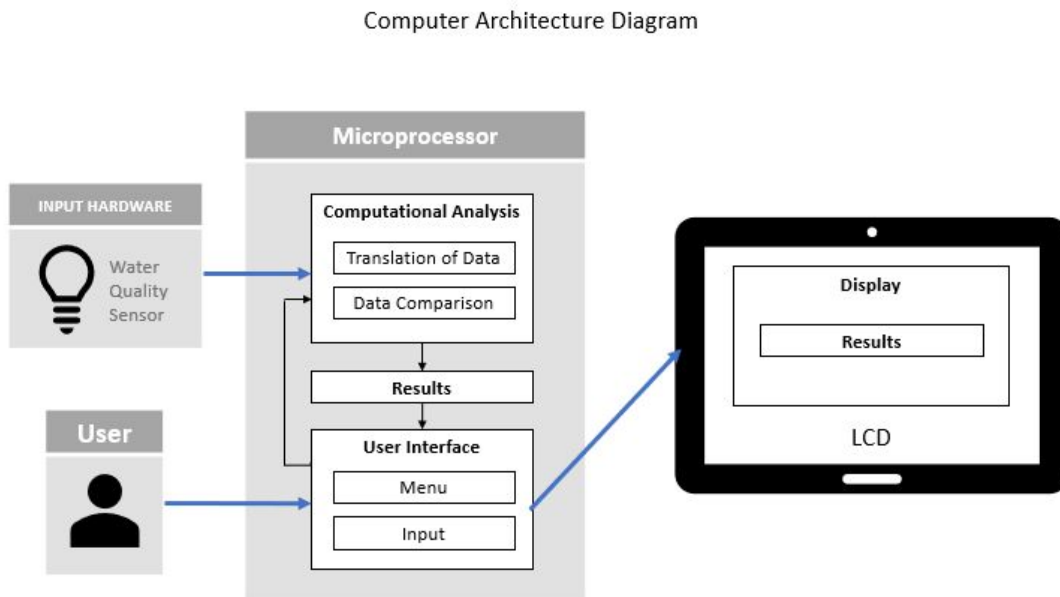 Computer Architecture Diagram
Microprocessor
INPUT HARDWARE
Water
Quality
Sensor
Computational Analysis
Translation of Data
Data Comparison
Results
User
User Interface
Menu
Input
Display
Results
LCD